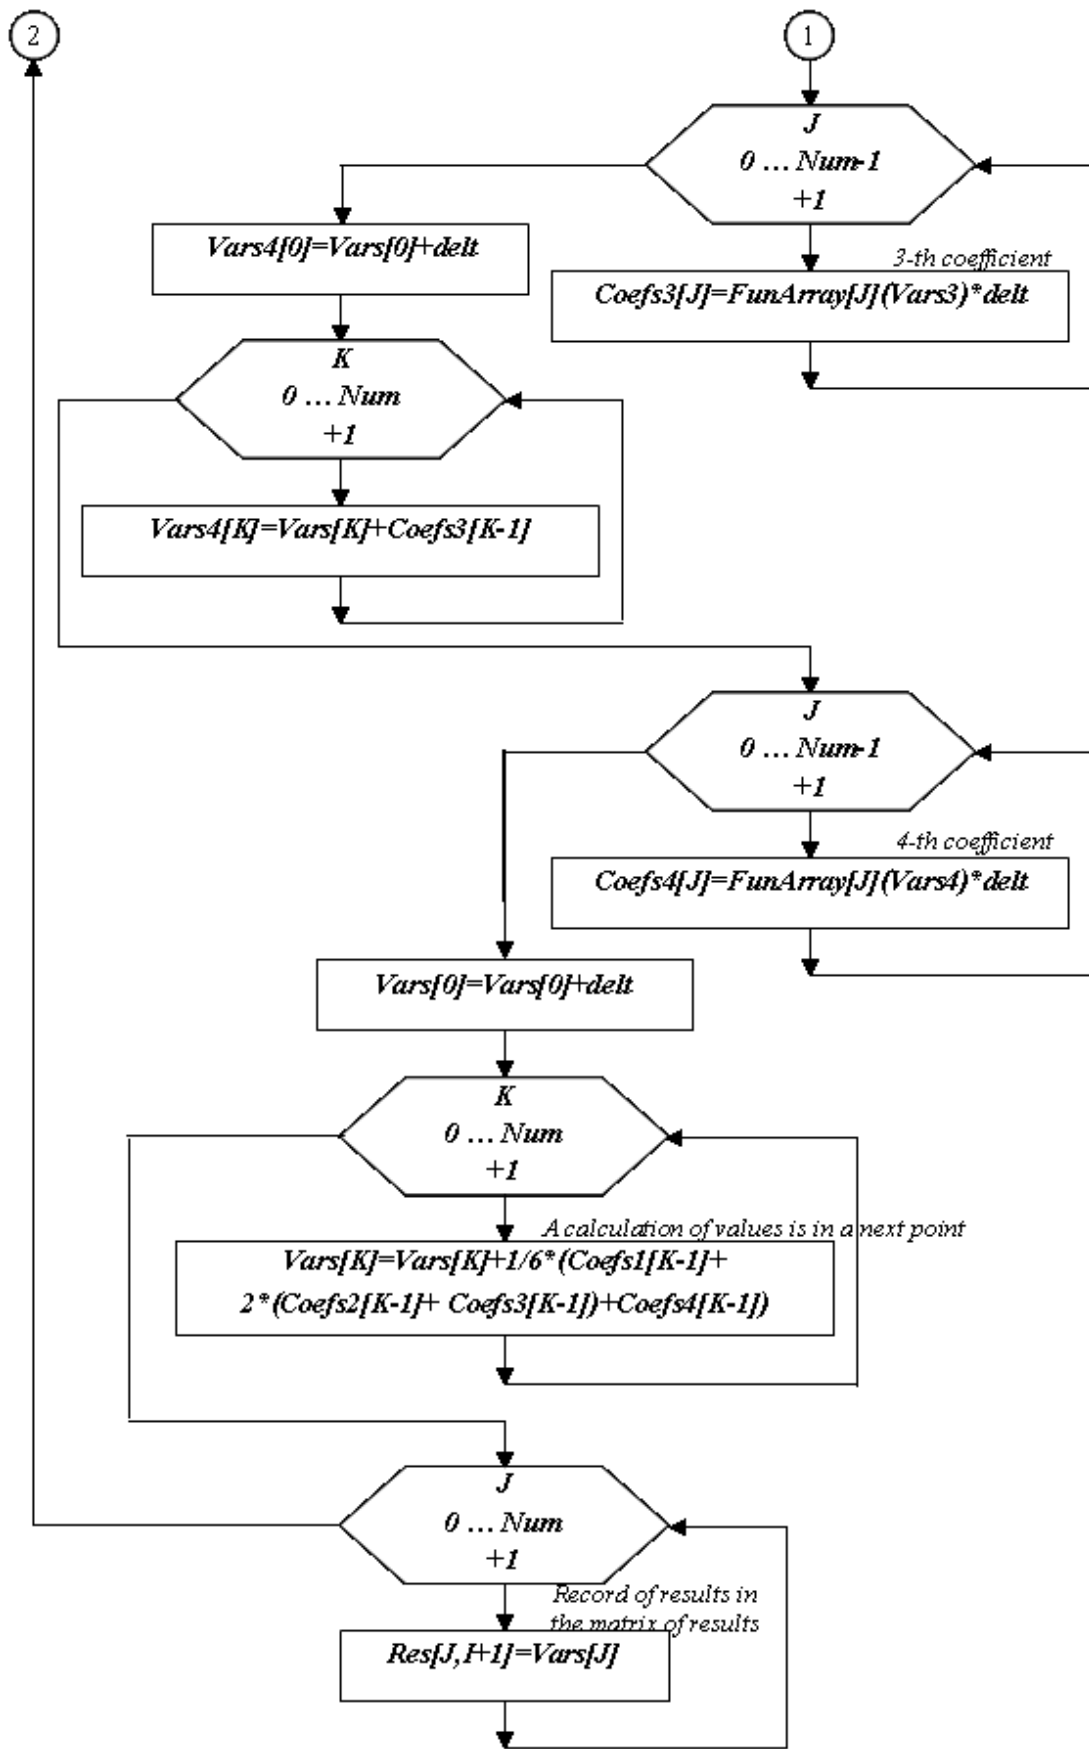 2
1
J
0 ... Num-1
+1
Vars4[0]=Vars[0]+delt
3-th coefficient
Coefs3[J]=FunArray[J](Vars3)*delt
K
0 ... Num
+1
Vars4[K]=Vars[K]+Coefs3[K-1]
J
0 ... Num-1
+1
4-th coefficient
Coefs4[J]=FunArray[J](Vars4)*delt
Vars[0]=Vars[0]+delt
K
0 ... Num
+1
A calculation of values is in a next point
Vars[K]=Vars[K]+1/6*(Coefs1[K-1]+
2*(Coefs2[K-1]+ Coefs3[K-1])+Coefs4[K-1])
J
0 ... Num
+1
Record of results in
the matrix of results
Res[J,I+1]=Vars[J]